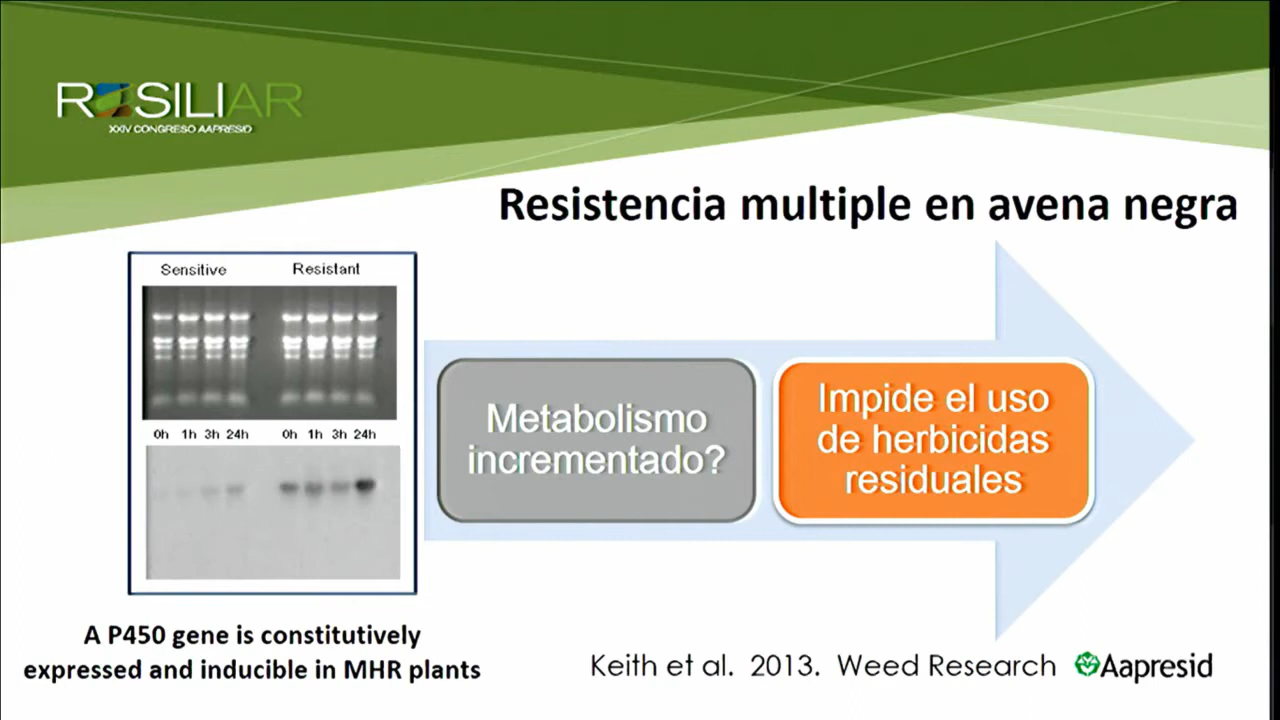 ROSILIAR
XXIV CONGRESO AAPRESID
Resistencia multiple en avena negra
Sensitive Resistant
0h 1h 3h 24h 0h 1h 3h 24h
Metabolismo
incrementado?
Impide el uso
de herbicidas
residuales
A P450 gene is constitutively
expressed and inducible in MHR plants
Keith et al. 2013. Weed Research
Aapresid